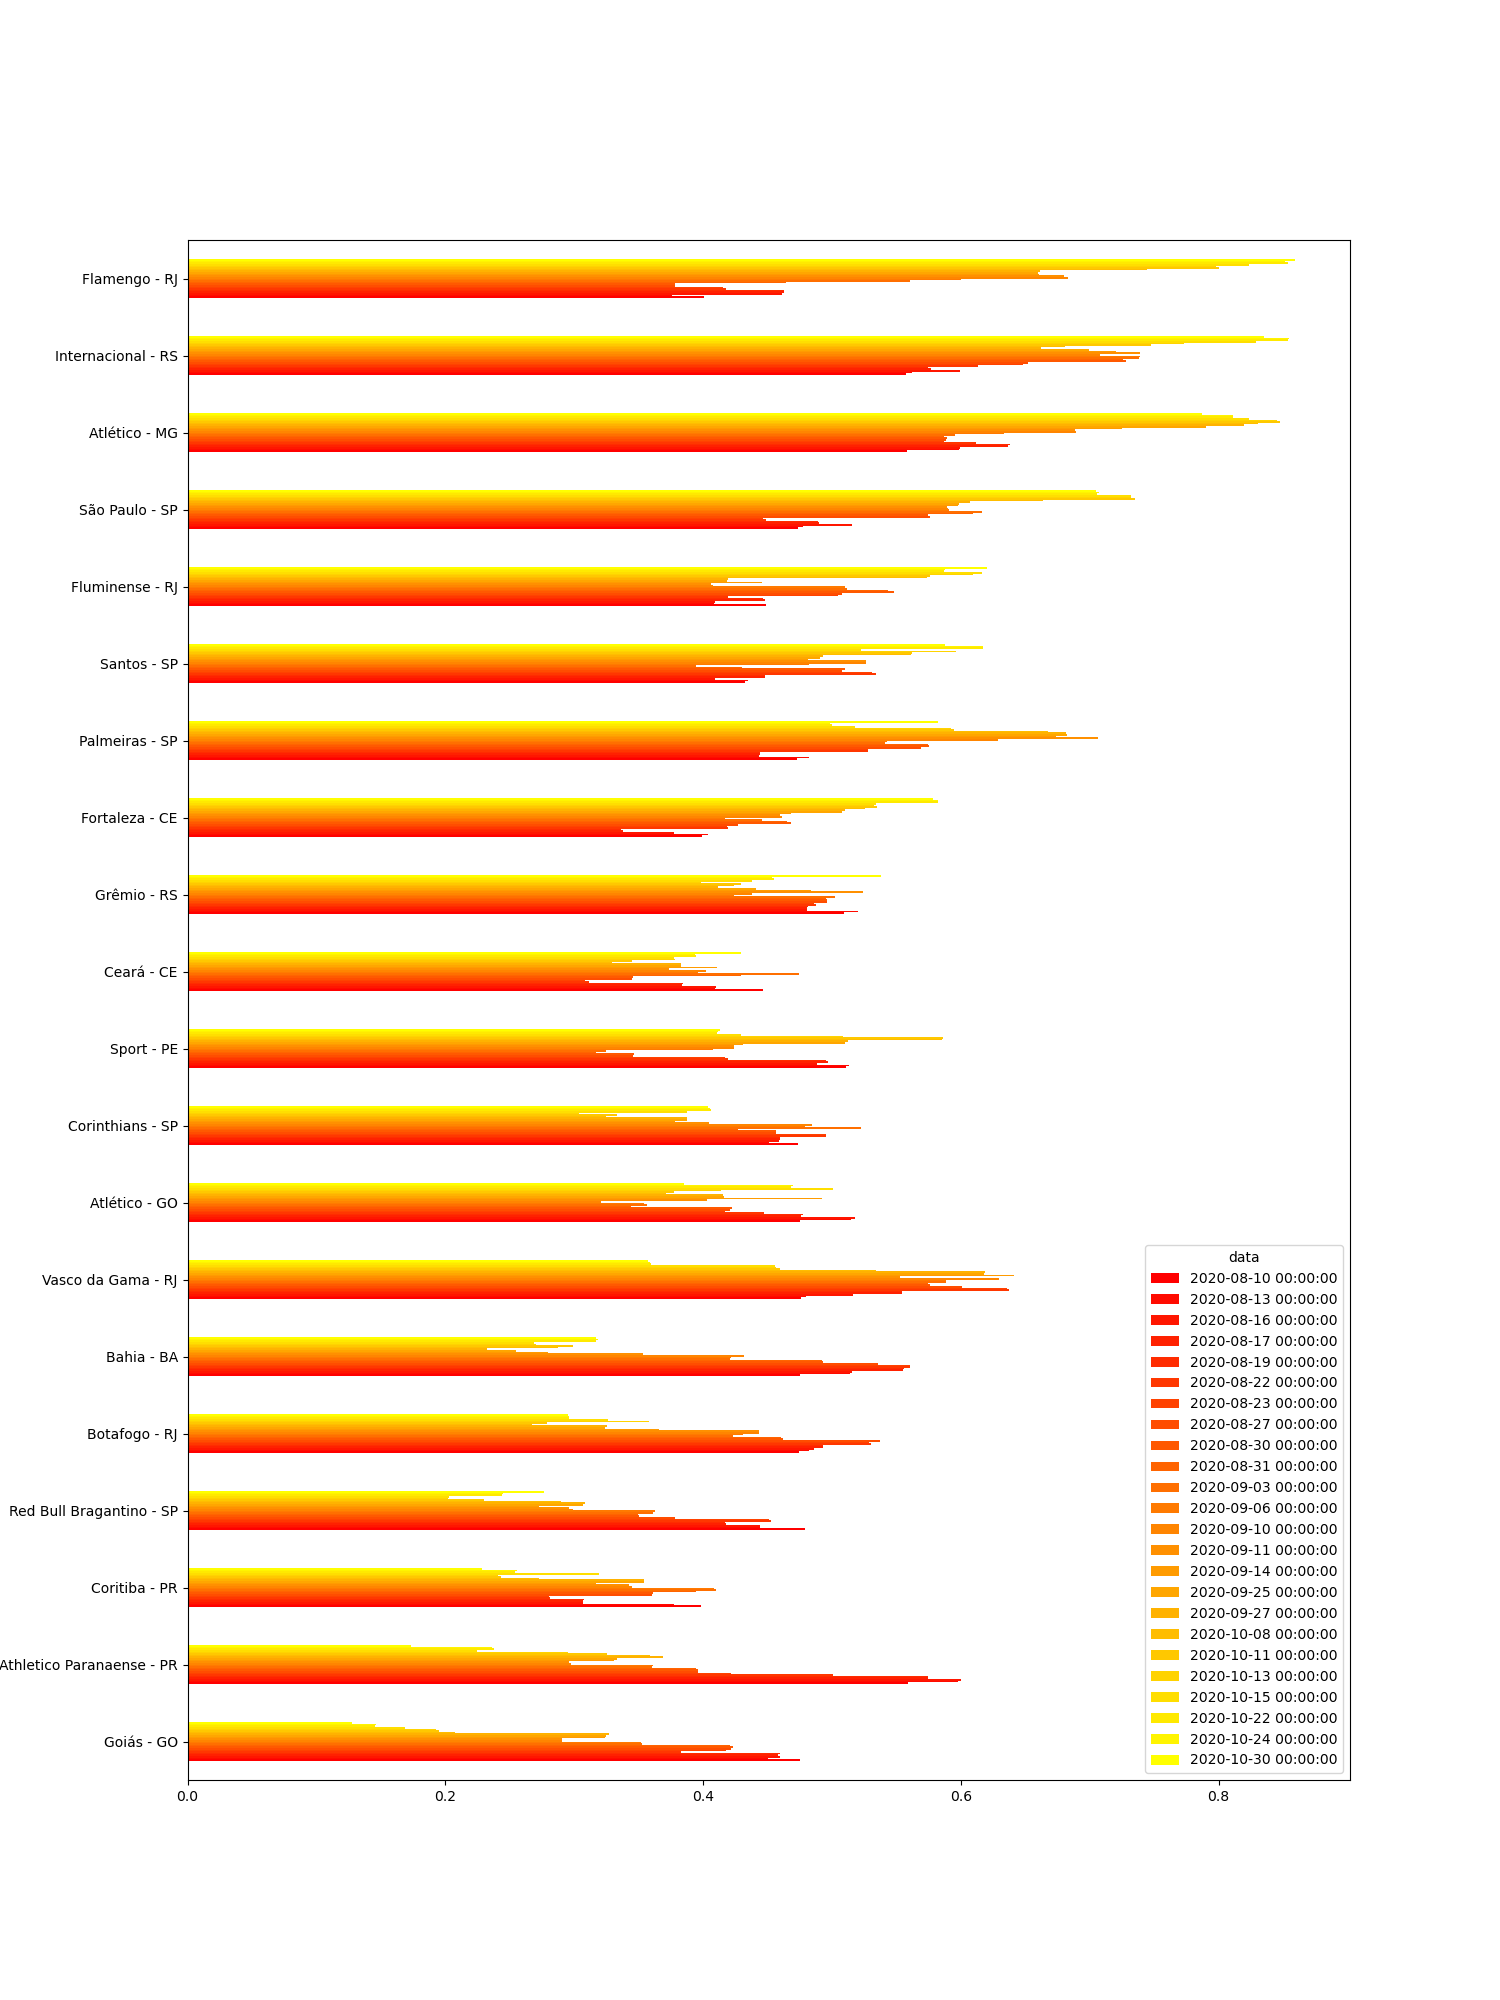 Flamengo - RJ
Internacional - RS
Atlético - MG
São Paulo - SP
Fluminense - RJ
Santos - SP
Palmeiras - SP
Fortaleza - CE
Grêmio - RS
Ceará - CE
Sport - PE
Corinthians - SP
Atlético - GO
Vasco da Gama - RJ
Bahia - BA
Botafogo - RJ
Red Bull Bragantino - SP
Coritiba - PR
Athletico Paranaense - PR
Goiás - GO
0.0 0.2 0.4 0.6 0.8
data
2020-08-10 00:00:00
2020-08-13 00:00:00
2020-08-16 00:00:00
2020-08-17 00:00:00
2020-08-19 00:00:00
2020-08-22 00:00:00
2020-08-23 00:00:00
2020-08-27 00:00:00
2020-08-30 00:00:00
2020-08-31 00:00:00
2020-09-03 00:00:00
2020-09-06 00:00:00
2020-09-10 00:00:00
2020-09-11 00:00:00
2020-09-14 00:00:00
2020-09-25 00:00:00
2020-09-27 00:00:00
2020-10-08 00:00:00
2020-10-11 00:00:00
2020-10-13 00:00:00
2020-10-15 00:00:00
2020-10-22 00:00:00
2020-10-24 00:00:00
2020-10-30 00:00:00